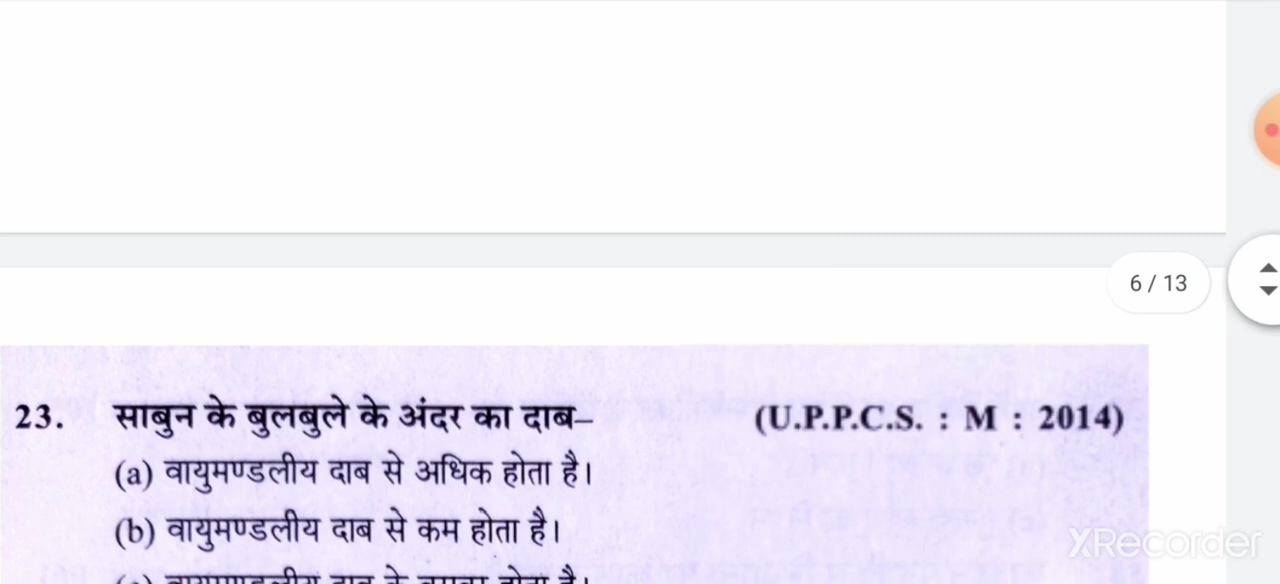 6 / 13
23. साबुन के बुलबुले के अंदर का दाब– (U.P.P.C.S. : M : 2014)
(a) वायुमण्डलीय दाब से अधिक होता है।
(b) वायुमण्डलीय दाब से कम होता है।
XRecorder